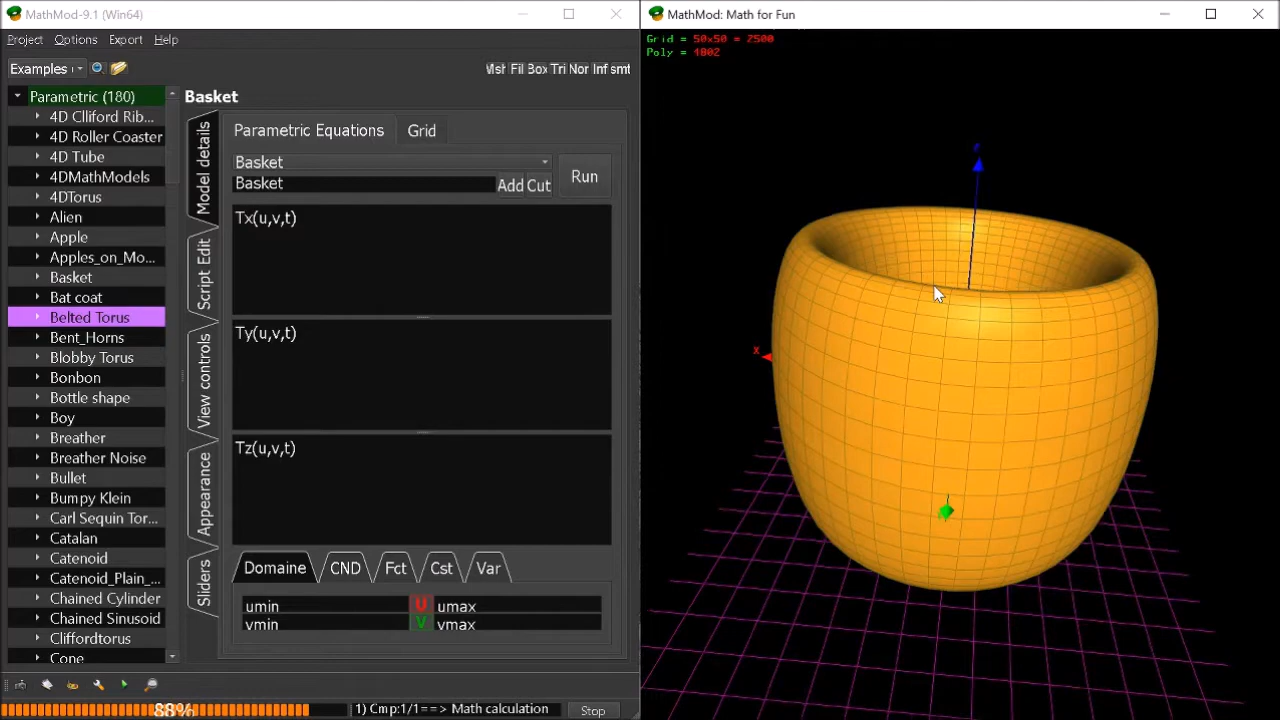 MathMod-9.1 (Win64)
Project Options Export Help
Examples
Msh Fil Box Tri Nor Inf smt
Parametric (180)
4D Clliford Rib...
4D Roller Coaster
4D Tube
4DMathModels
4DTorus
Alien
Apple
Apples_on_Mo...
Basket
Bat coat
Belted Torus
Bent_Horns
Blobby Torus
Bonbon
Bottle shape
Boy
Breather
Breather Noise
Bullet
Bumpy Klein
Carl Sequin Tor...
Catalan
Catenoid
Catenoid_Plain_...
Chained Cylinder
Chained Sinusoid
Cliffordtorus
Cone
Basket
Model details
Script Edit
View controls
Appearance
Sliders
Parametric Equations Grid
Basket
Basket
Add Cut
Run
Tx(u,v,t)
Ty(u,v,t)
Tz(u,v,t)
Domaine CND Fct Cst Var
umin U umax
vmin V vmax
88%
1) Cmp:1/1==> Math calculation
Stop
MathMod: Math for Fun
Grid = 50x50 = 2500
Poly = 4802
X